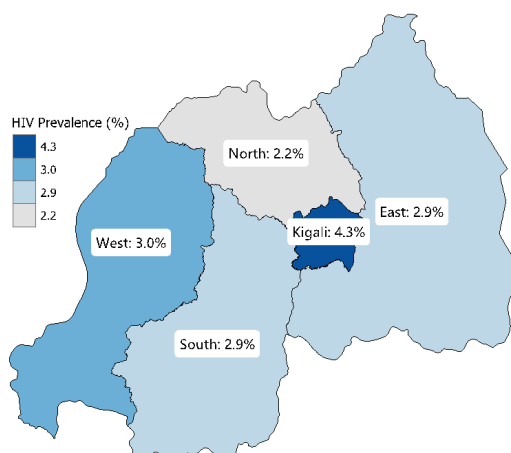 HIV Prevalence (%)
4.3
3.0
2.9
2.2
North: 2.2%
East: 2.9%
Kigali: 4.3%
West: 3.0%
South: 2.9%